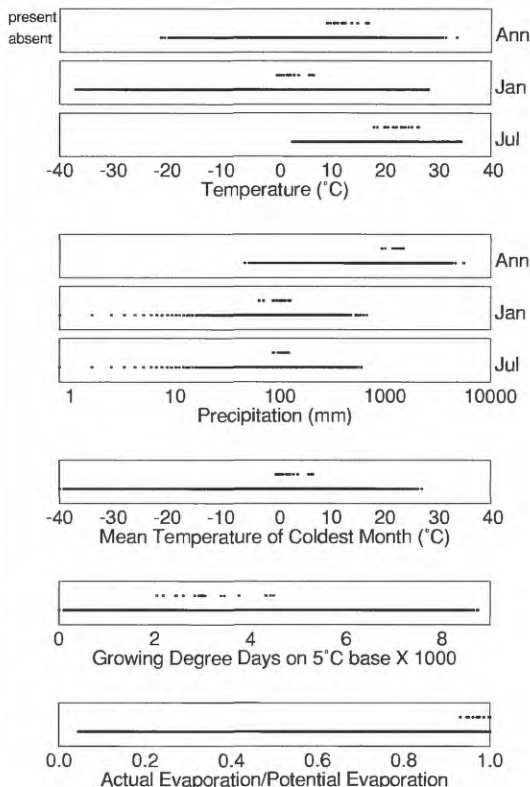 present
absent
Ann
Jan
Jul
-40 -30 -20 -10 0 10 20 30 40
Temperature (˚C)
Ann
Jan
Jul
1 10 100 1000 10000
Precipitation (mm)
-40 -30 -20 -10 0 10 20 30 40
Mean Temperature of Coldest Month (˚C)
0 2 4 6 8
Growing Degree Days on 5˚C base X 1000
0.0 0.2 0.4 0.6 0.8 1.0
Actual Evaporation/Potential Evaporation